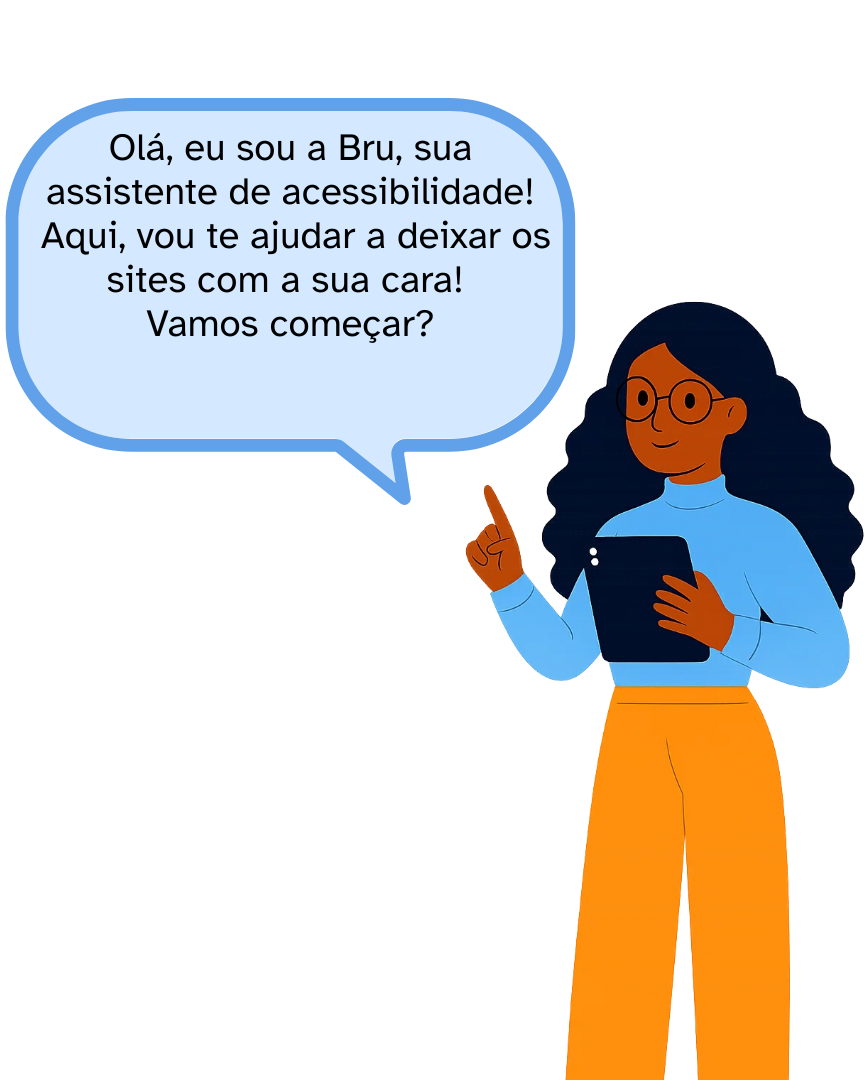 Olá, eu sou a Bru, sua
assistente de acessibilidade!
Aqui, vou te ajudar a deixar os
sites com a sua cara!
Vamos começar?